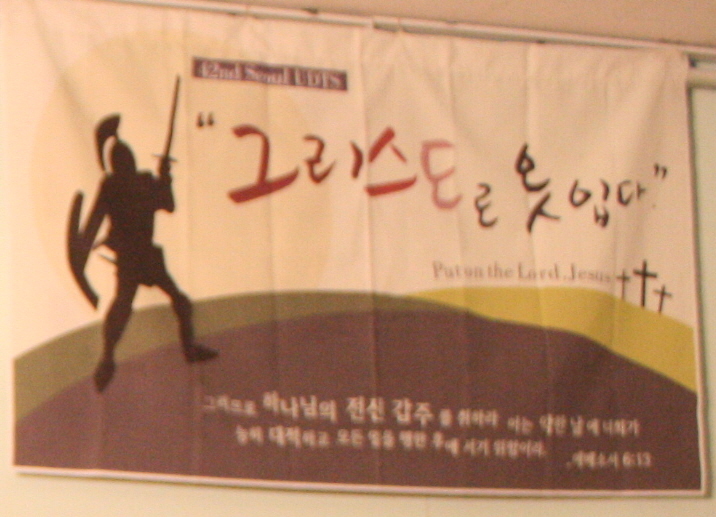 42nd Seoul UDTS
“그리스도로 옷 입다”
Put on the Lord Jesus
그러므로 하나님의 전신 갑주를 취하라 이는 악한 날에 너희가
능히 대적하고 모든 일을 행한 후에 서기 위함이라
에베소서 6:13